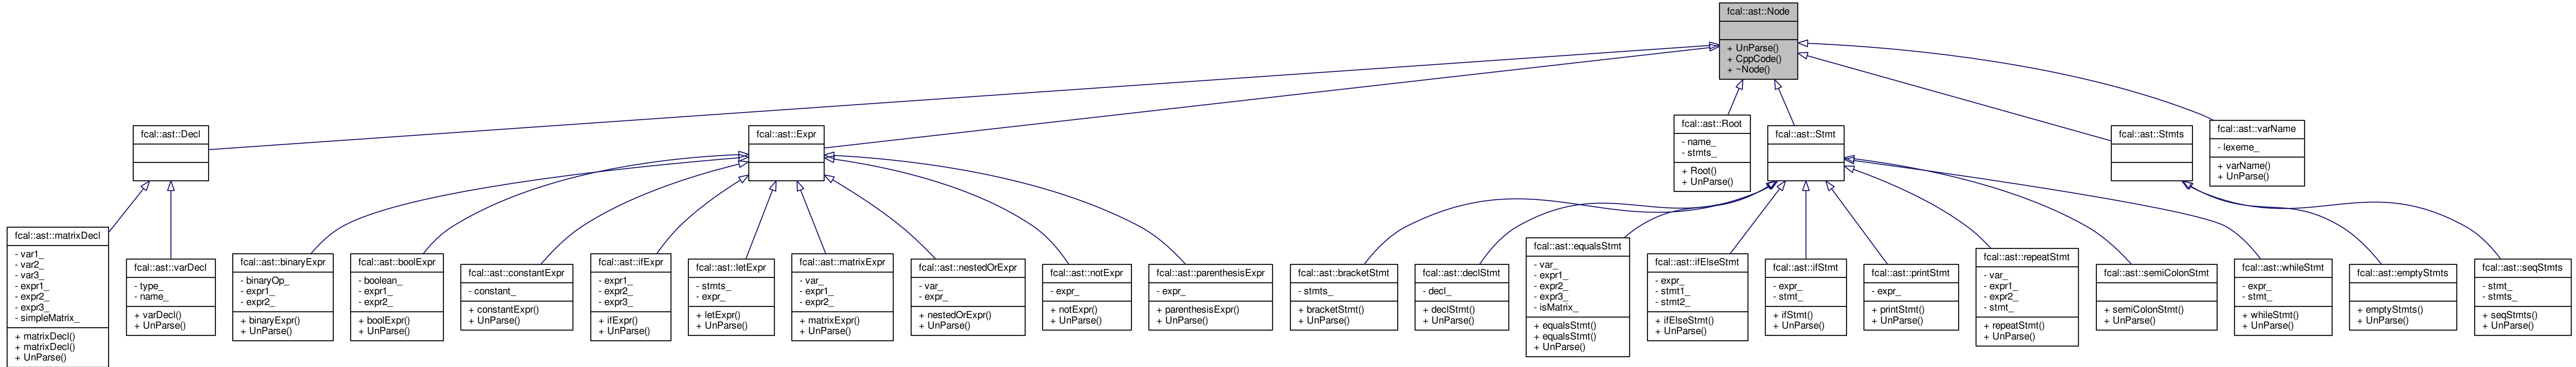 fcal::ast::Node
+ UnParse()
+ CppCode()
+ ~Node()
fcal::ast::Decl
fcal::ast::Expr
fcal::ast::Root
- name_
- stmts_
+ Root()
+ UnParse()
fcal::ast::Stmt
fcal::ast::Stmts
fcal::ast::varName
- lexeme_
+ varName()
+ UnParse()
fcal::ast::matrixDecl
- var1_
- var2_
- var3_
- expr1_
- expr2_
- expr3_
- simpleMatrix_
+ matrixDecl()
+ matrixDecl()
+ UnParse()
fcal::ast::varDecl
- type_
- name_
+ varDecl()
+ UnParse()
fcal::ast::binaryExpr
- binaryOp_
- expr1_
- expr2_
+ binaryExpr()
+ UnParse()
fcal::ast::boolExpr
- boolean_
- expr1_
- expr2_
+ boolExpr()
+ UnParse()
fcal::ast::constantExpr
- constant_
+ constantExpr()
+ UnParse()
fcal::ast::ifExpr
- expr1_
- expr2_
- expr3_
+ ifExpr()
+ UnParse()
fcal::ast::letExpr
- stmts_
- expr_
+ letExpr()
+ UnParse()
fcal::ast::matrixExpr
- var_
- expr1_
- expr2_
+ matrixExpr()
+ UnParse()
fcal::ast::nestedOrExpr
- var_
- expr_
+ nestedOrExpr()
+ UnParse()
fcal::ast::notExpr
- expr_
+ notExpr()
+ UnParse()
fcal::ast::parenthesisExpr
- expr_
+ parenthesisExpr()
+ UnParse()
fcal::ast::bracketStmt
- stmts_
+ bracketStmt()
+ UnParse()
fcal::ast::declStmt
- decl_
+ declStmt()
+ UnParse()
fcal::ast::equalsStmt
- var_
- expr1_
- expr2_
- expr3_
- isMatrix_
+ equalsStmt()
+ equalsStmt()
+ UnParse()
fcal::ast::ifElseStmt
- expr_
- stmt1_
- stmt2_
+ ifElseStmt()
+ UnParse()
fcal::ast::ifStmt
- expr_
- stmt_
+ ifStmt()
+ UnParse()
fcal::ast::printStmt
- expr_
+ printStmt()
+ UnParse()
fcal::ast::repeatStmt
- var_
- expr1_
- expr2_
- stmt_
+ repeatStmt()
+ UnParse()
fcal::ast::semiColonStmt
+ semiColonStmt()
+ UnParse()
fcal::ast::whileStmt
- expr_
- stmt_
+ whileStmt()
+ UnParse()
fcal::ast::emptyStmts
+ emptyStmts()
+ UnParse()
fcal::ast::seqStmts
- stmt_
- stmts_
+ seqStmts()
+ UnParse()